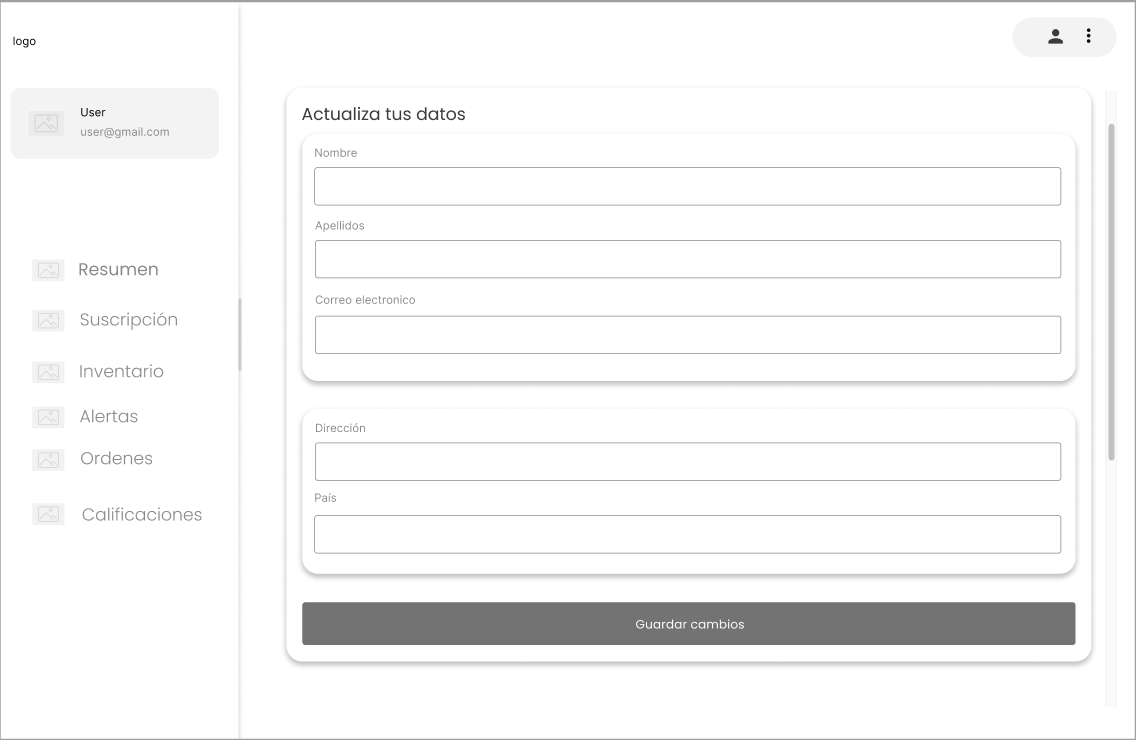 logo
User
user@gmail.com
Resumen
Suscripción
Inventario
Alertas
Ordenes
Calificaciones
Actualiza tus datos
Nombre
Apellidos
Correo electronico
Dirección
País
Guardar cambios